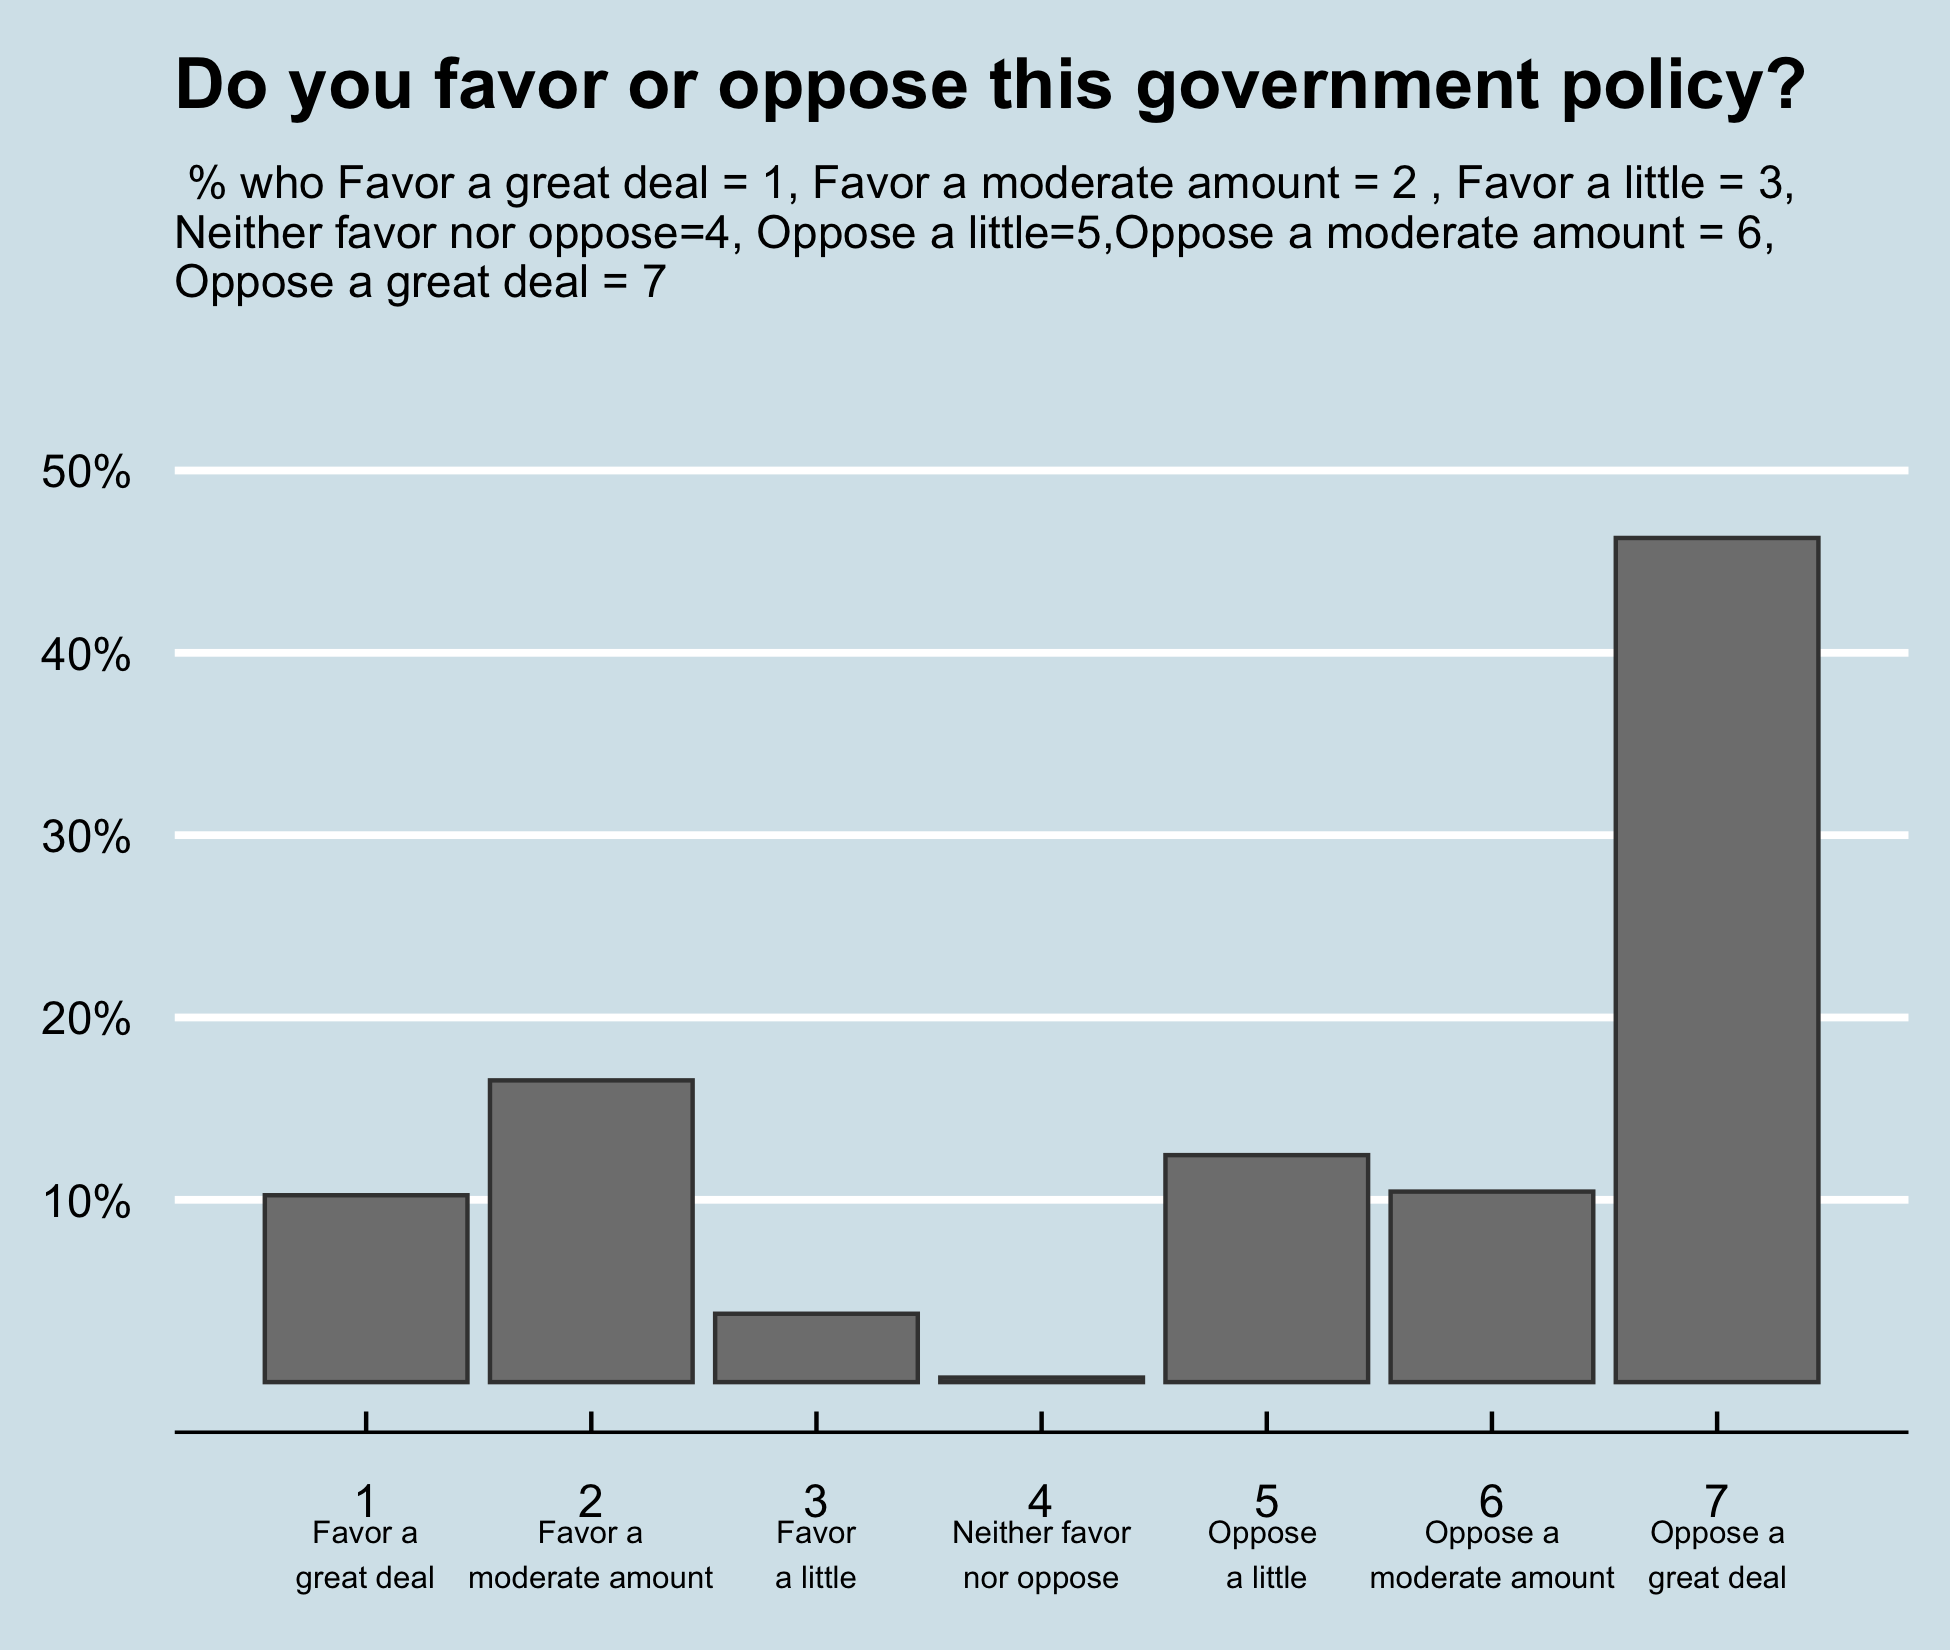 Do you favor or oppose this government policy?
% who Favor a great deal = 1, Favor a moderate amount = 2 , Favor a little = 3,
Neither favor nor oppose=4, Oppose a little=5,Oppose a moderate amount = 6,
Oppose a great deal = 7
50%
40%
30%
20%
10%
1 2 3 4 5 6 7
Favor a Favor a Favor Neither favor Oppose Oppose a Oppose a
great deal moderate amount a little nor oppose a little moderate amount great deal